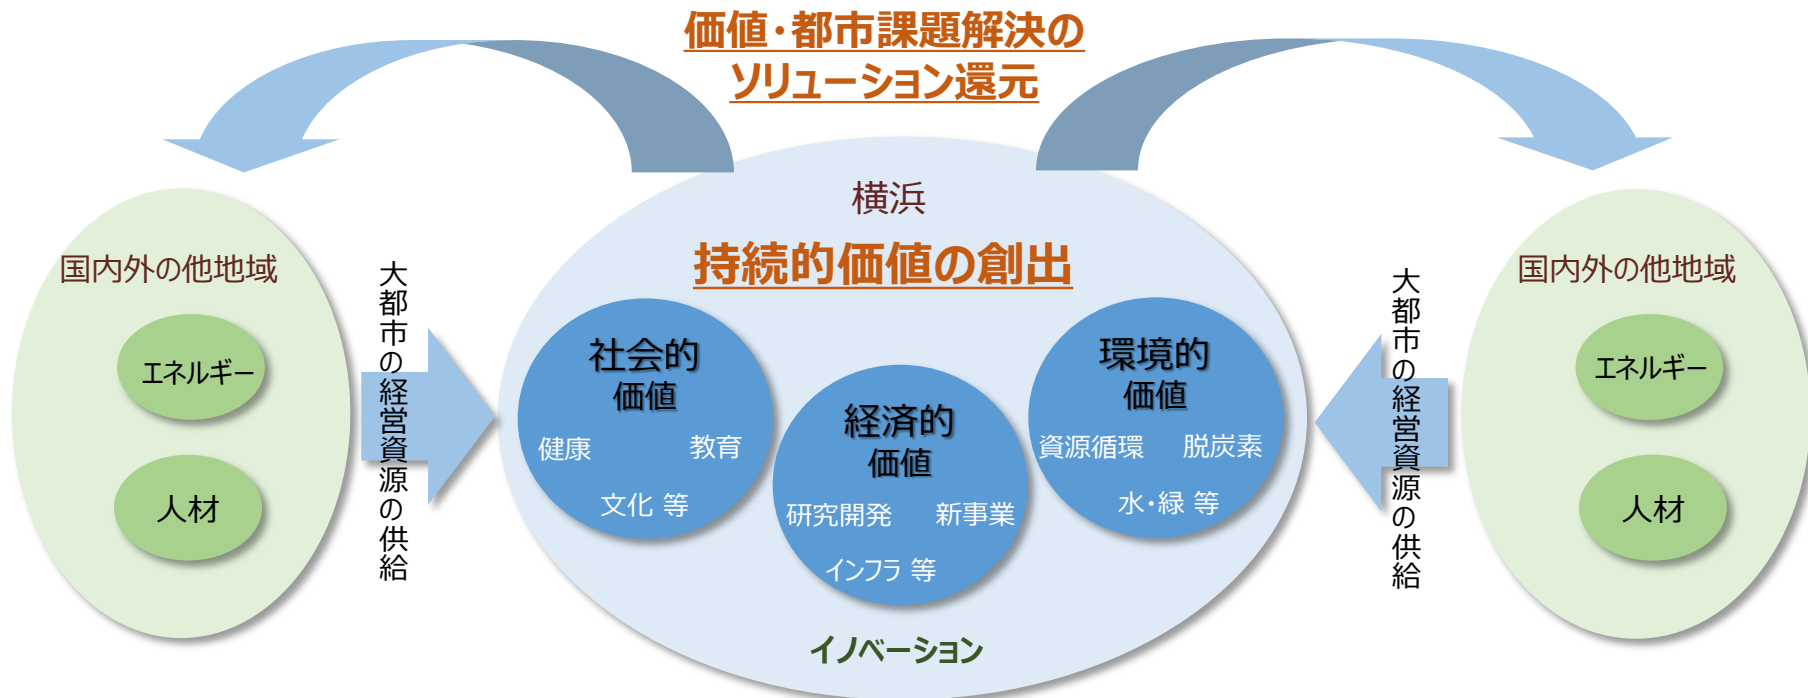 価値・都市課題解決の
ソリューション還元
国内外の他地域
エネルギー
人材
大都市の経営資源の供給
横浜
持続的価値の創出
社会的
価値
健康 教育
文化 等
経済的
価値
研究開発 新事業
インフラ 等
環境的
価値
資源循環 脱炭素
水・緑 等
イノベーション
大都市の経営資源の供給
国内外の他地域
エネルギー
人材